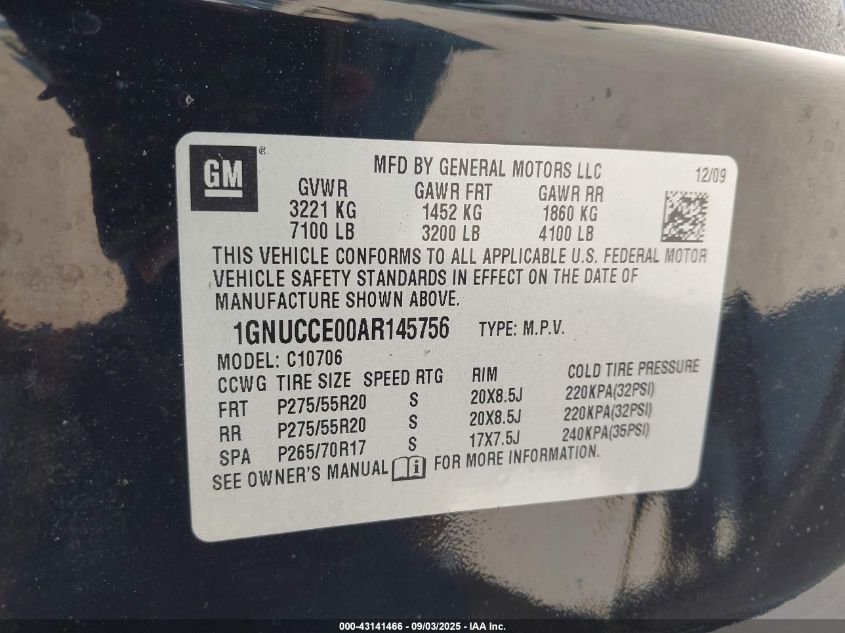 GM
MFD BY GENERAL MOTORS LLC 12/09
GVWR GAWR FRT GAWR RR
3221 KG 1452 KG 1860 KG
7100 LB 3200 LB 4100 LB
THIS VEHICLE CONFORMS TO ALL APPLICABLE U.S. FEDERAL MOTOR
VEHICLE SAFETY STANDARDS IN EFFECT ON THE DATE OF
MANUFACTURE SHOWN ABOVE.
1GNUCCE00AR145756 TYPE: M.P.V.
MODEL: C10706
CCWG TIRE SIZE SPEED RTG RIM COLD TIRE PRESSURE
FRT P275/55R20 S 20X8.5J 220KPA(32PSI)
RR P275/55R20 S 20X8.5J 220KPA(32PSI)
SPA P265/70R17 S 17X7.5J 240KPA(35PSI)
SEE OWNER'S MANUAL FOR MORE INFORMATION.
000-43141466 - 09/03/2025 - IAA Inc.